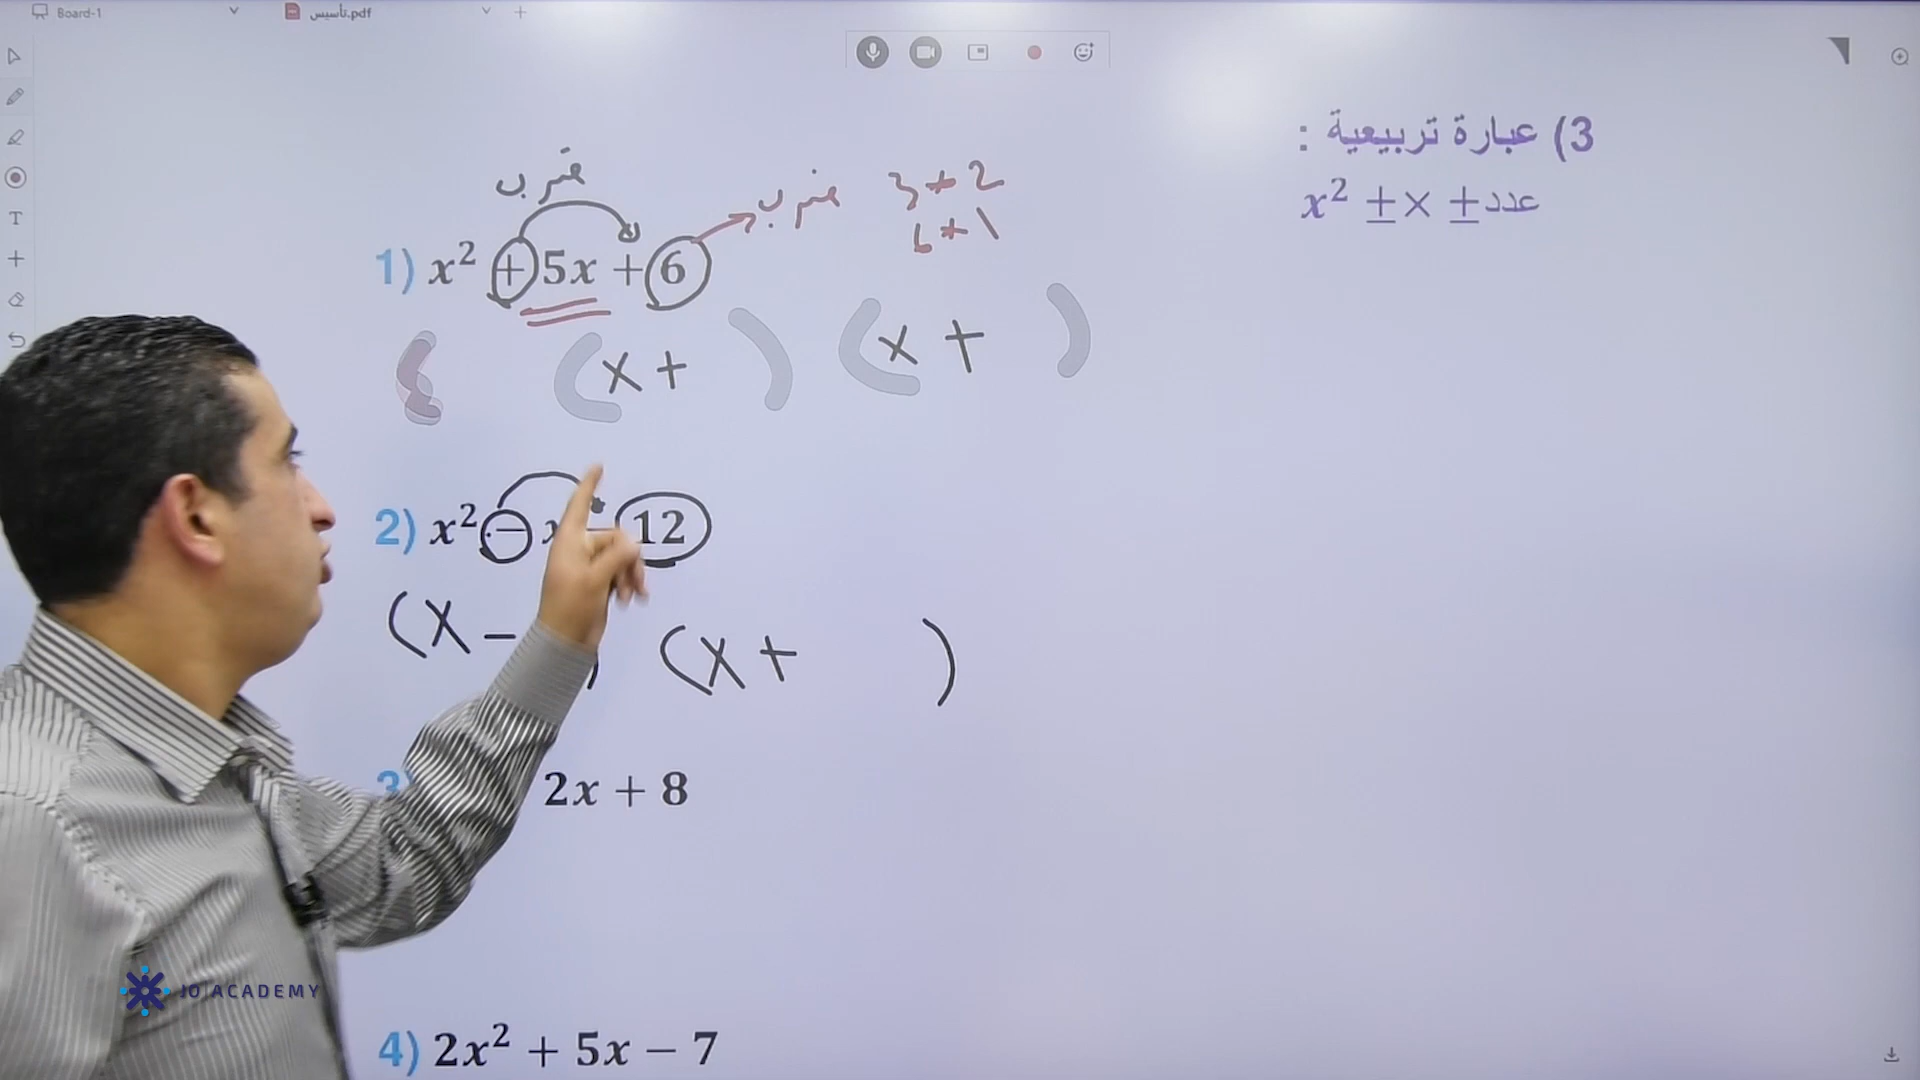 Board-1
تأسيس.pdf
3) عبارة تربيعية :
x² ± x ± عدد
ضرب
ضرب 3 * 2
6 * 1
1) x² + 5x + 6
(x + ) (x + )
2) x² − x − 12
(x − ) (x + )
2x + 8
4) 2x² + 5x − 7
JO ACADEMY